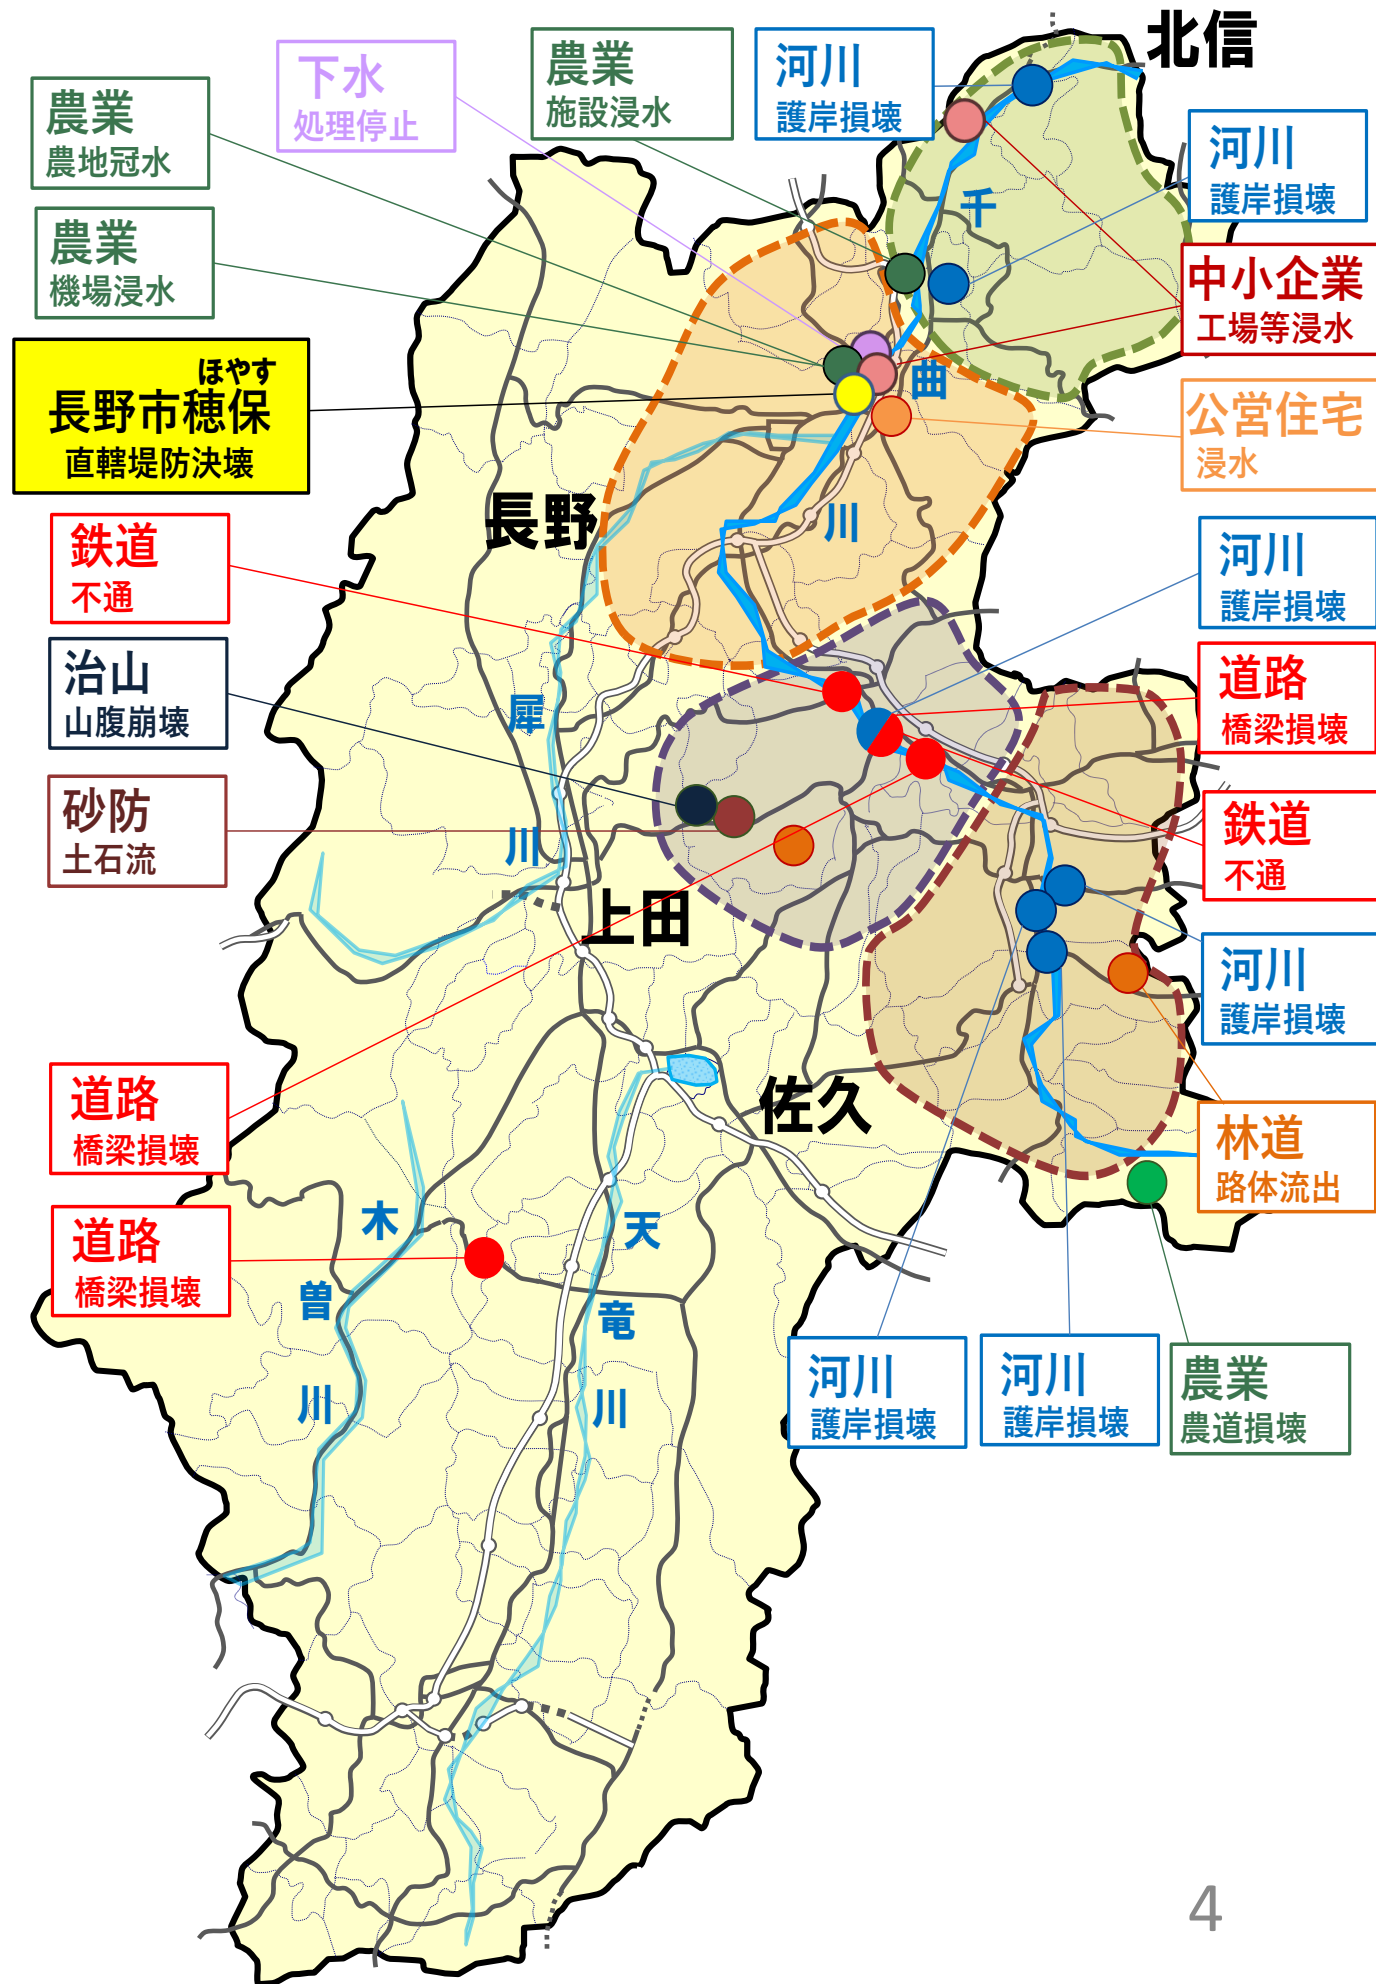 北信
下水
処理停止
農業
施設浸水
河川
護岸損壊
農業
農地冠水
河川
護岸損壊
農業
機場浸水
千
曲
川
中小企業
工場等浸水
ほやす
長野市穂保
直轄堤防決壊
公営住宅
浸水
長野
鉄道
不通
河川
護岸損壊
治山
山腹崩壊
道路
橋梁損壊
犀
川
砂防
土石流
鉄道
不通
上田
河川
護岸損壊
道路
橋梁損壊
佐久
林道
路体流出
道路
橋梁損壊
木
曽
川
天
竜
川
河川
護岸損壊
河川
護岸損壊
農業
農道損壊
4